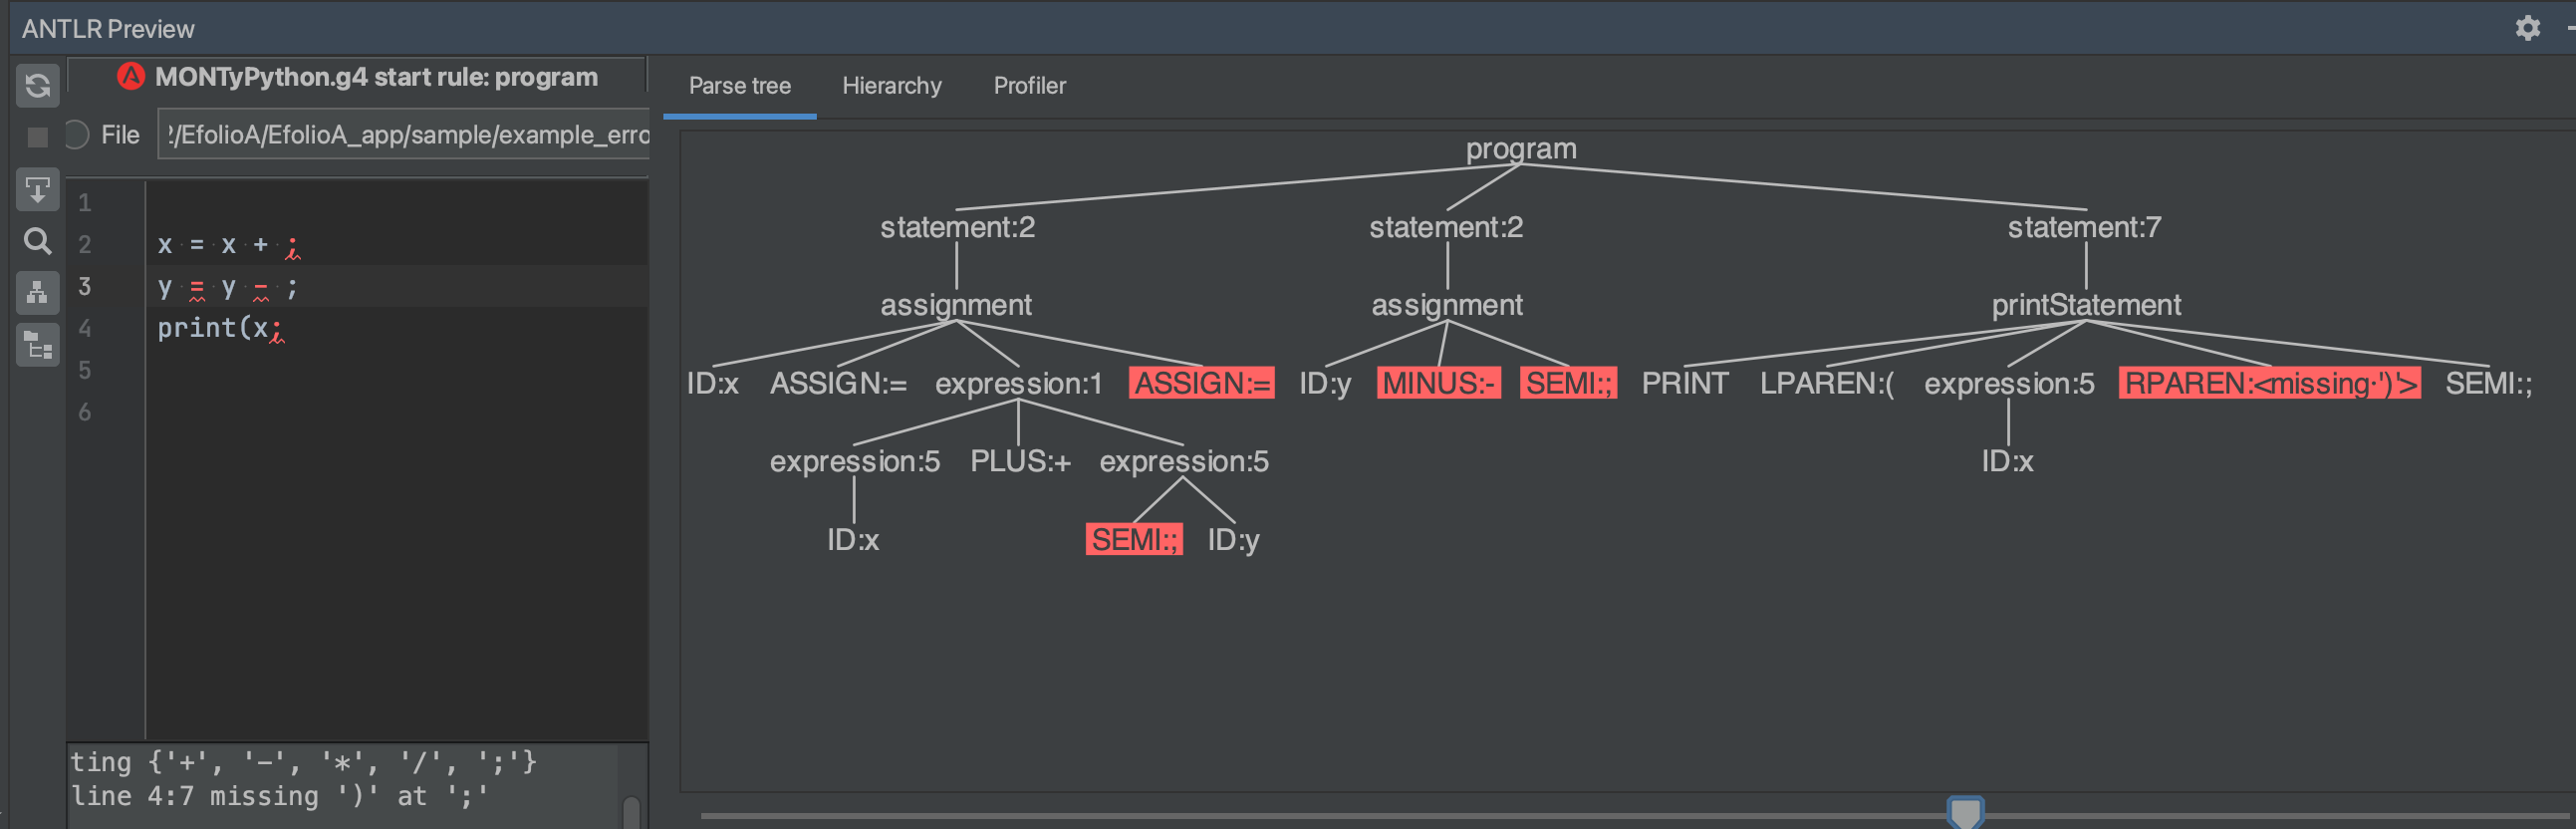 ANTLR Preview
MONTyPython.g4 start rule: program
File
/EfolioA/EfolioA_app/sample/example_erro
1
2 x = x + ;
3 y = y - ;
4 print(x;
5
6
ting {'+', '-', '*', '/', ';'}
line 4:7 missing ')' at ';'
Parse tree Hierarchy Profiler
program
statement:2 statement:2 statement:7
assignment assignment printStatement
ID:x ASSIGN:= expression:1 ASSIGN:= ID:y MINUS:- SEMI:; PRINT LPAREN:( expression:5 RPAREN:<missing·')'> SEMI:;
expression:5 PLUS:+ expression:5 ID:x
ID:x SEMI:; ID:y